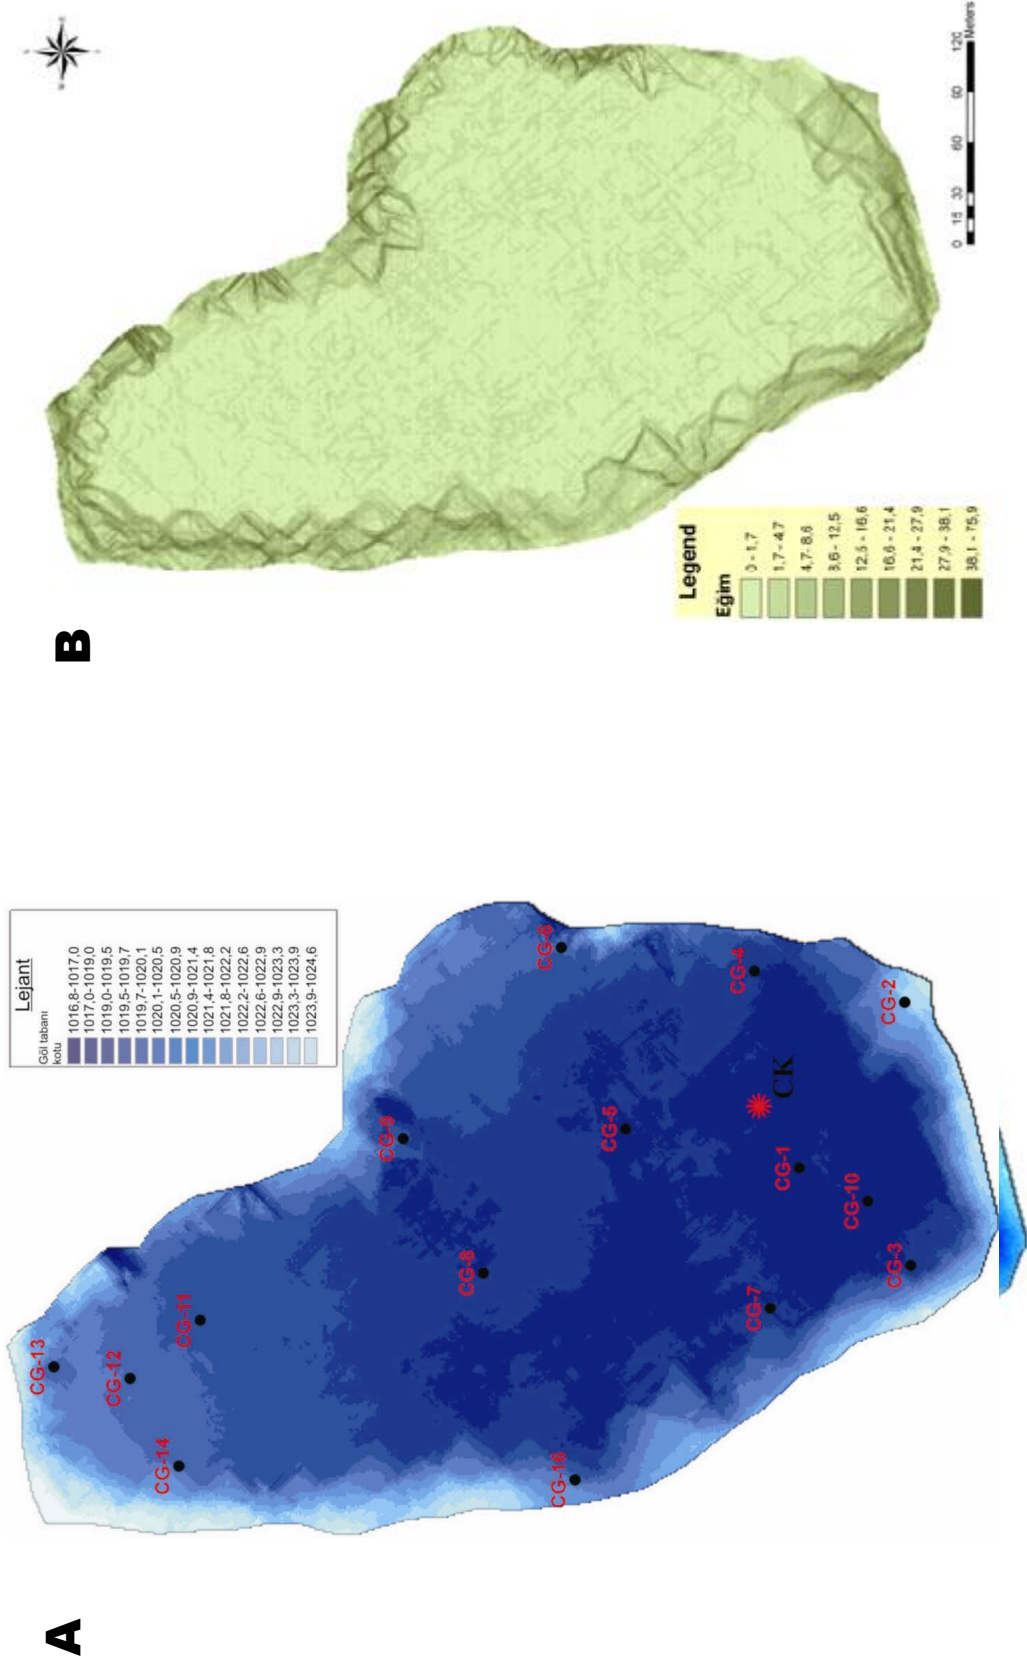 A
Lejant
Göl tabanı
kotu
1016,8-1017,0
1017,0-1019,0
1019,0-1019,5
1019,5-1019,7
1019,7-1020,1
1020,1-1020,5
1020,5-1020,9
1020,9-1021,4
1021,4-1021,8
1021,8-1022,2
1022,2-1022,6
1022,6-1022,9
1022,9-1023,3
1023,3-1023,9
1023,9-1024,6
CG-13
CG-12
CG-14
CG-11
CG-9
CG-8
CG-6
CG-16
CG-5
CG-4
CK
CG-7
CG-1
CG-10
CG-2
CG-3
B
Legend
Eğim
0 - 1,7
1,7 - 4,7
4,7 - 8,6
8,6 - 12,5
12,5 - 16,6
16,6 - 21,4
21,4 - 27,9
27,9 - 38,1
38,1 - 75,9
0 15 30 60 90 120
Meters